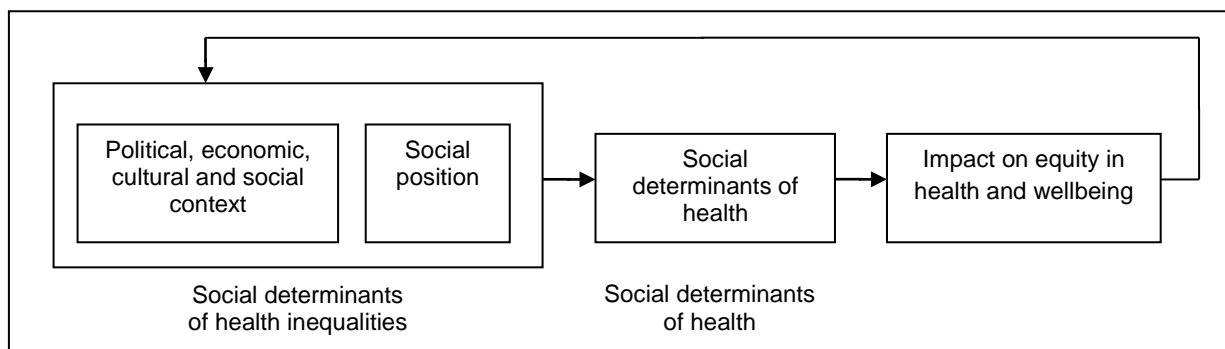 Political, economic,
cultural and social
context
Social
position
Social
determinants of
health
Impact on equity in
health and wellbeing
Social determinants
of health inequalities
Social determinants
of health